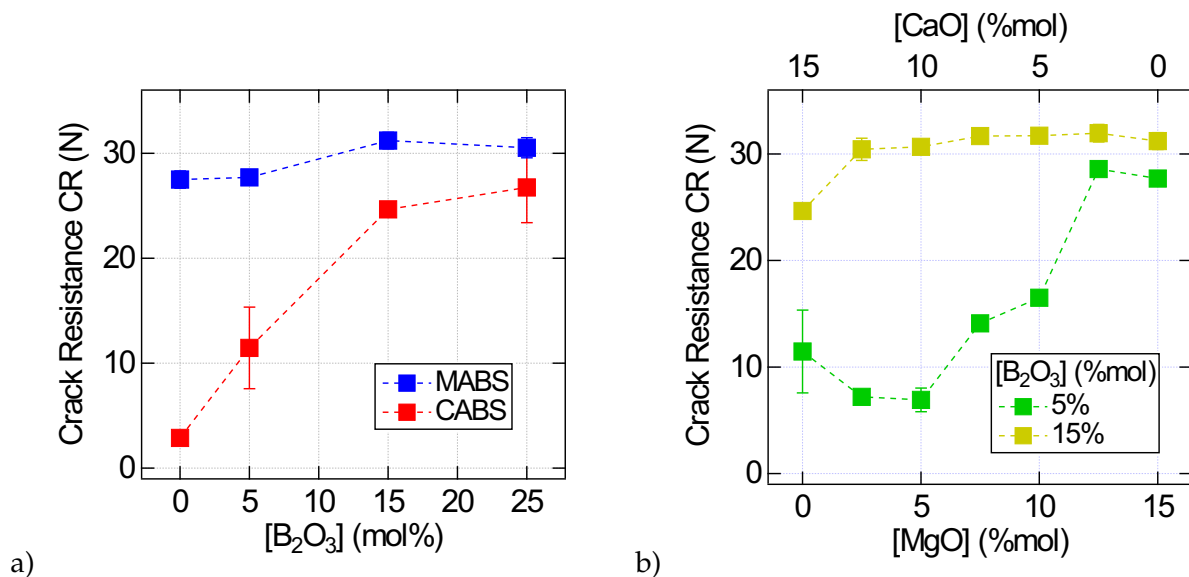 Crack Resistance CR (N)
30
20
10
0
MABS
CABS
0 5 10 15 20 25
[B₂O₃] (mol%)
a)
[CaO] (%mol)
15 10 5 0
Crack Resistance CR (N)
30
20
10
0
[B₂O₃] (%mol)
5%
15%
0 5 10 15
[MgO] (%mol)
b)